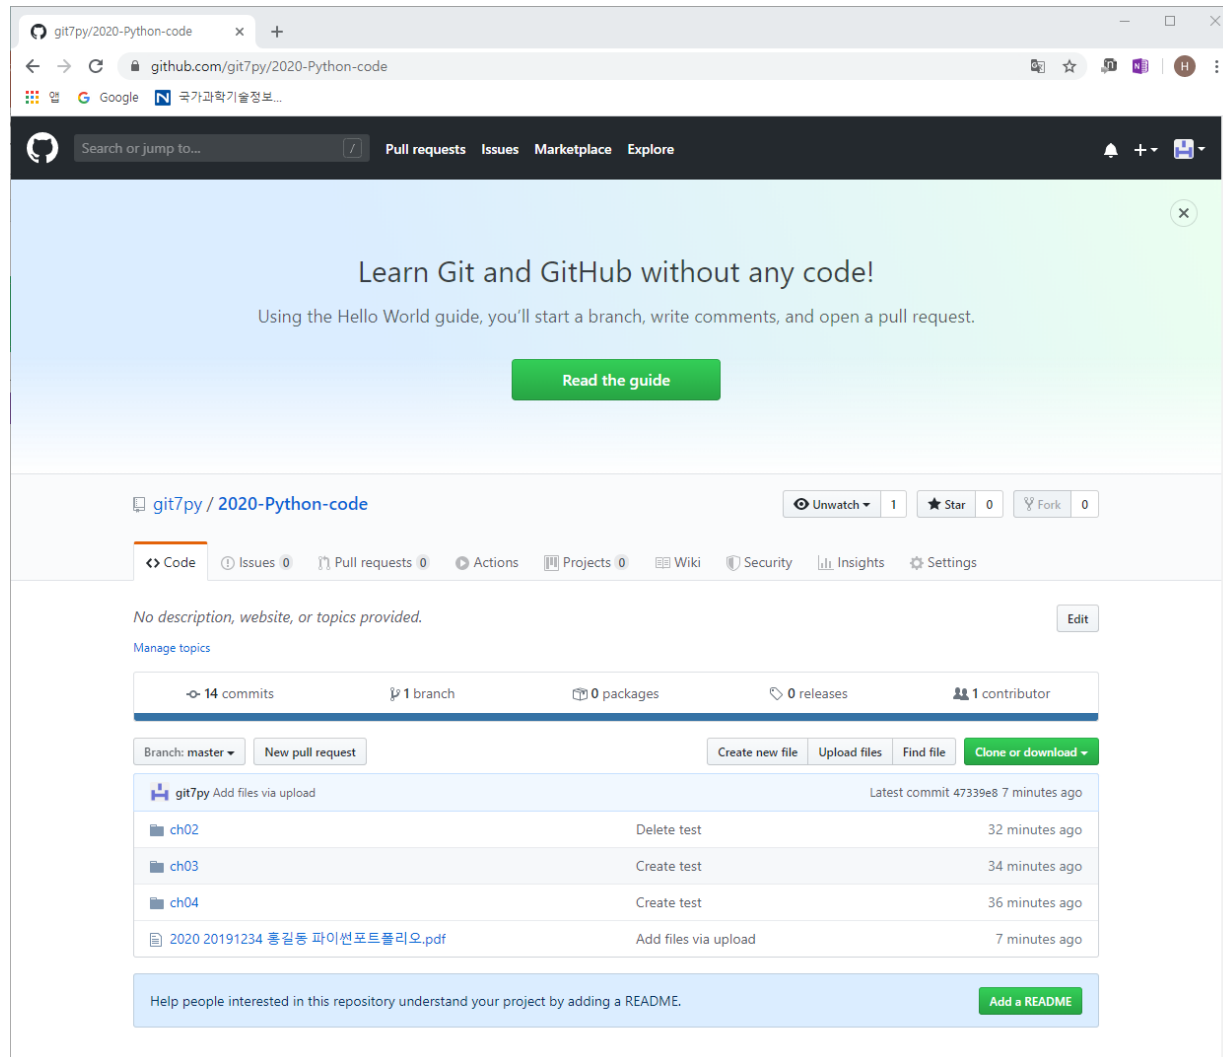 git7py/2020-Python-code
github.com/git7py/2020-Python-code
H
앱 Google 국가과학기술정보...
Search or jump to... / Pull requests Issues Marketplace Explore
Learn Git and GitHub without any code!
Using the Hello World guide, you’ll start a branch, write comments, and open a pull request.
Read the guide
git7py / 2020-Python-code Unwatch 1 Star 0 Fork 0
Code Issues 0 Pull requests 0 Actions Projects 0 Wiki Security Insights Settings
No description, website, or topics provided. Edit
Manage topics
14 commits 1 branch 0 packages 0 releases 1 contributor
Branch: master New pull request Create new file Upload files Find file Clone or download
git7py Add files via upload Latest commit 47339e8 7 minutes ago
ch02 Delete test 32 minutes ago
ch03 Create test 34 minutes ago
ch04 Create test 36 minutes ago
2020 20191234 홍길동 파이썬포트폴리오.pdf Add files via upload 7 minutes ago
Help people interested in this repository understand your project by adding a README. Add a README